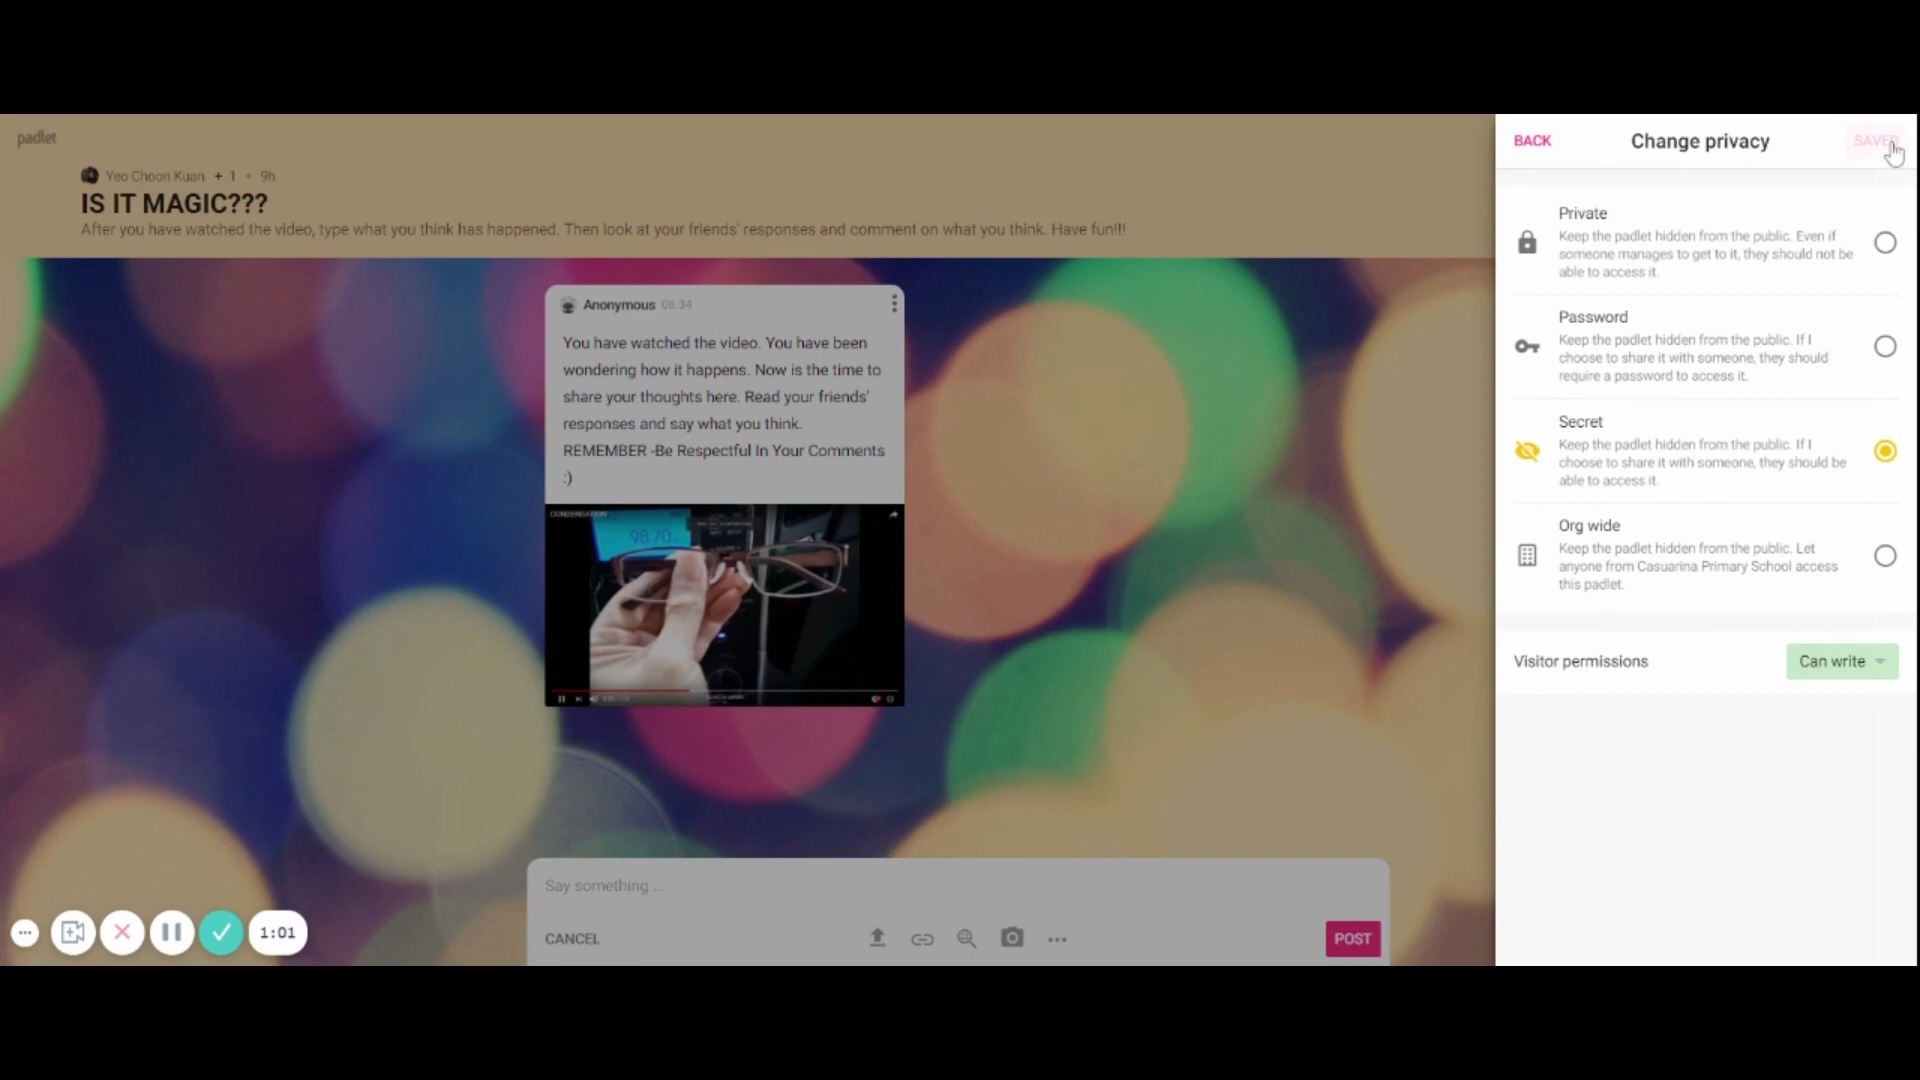 padlet
Yeo Choon Kuan + 1 • 9h
IS IT MAGIC???
After you have watched the video, type what you think has happened. Then look at your friends' responses and comment on what you think. Have fun!!!
Anonymous 08:34
You have watched the video. You have been
wondering how it happens. Now is the time to
share your thoughts here. Read your friends'
responses and say what you think.
REMEMBER -Be Respectful In Your Comments
:)
CONDENSATION
98.70
Say something ...
CANCEL
POST
1:01
BACK
Change privacy
SAVED
Private
Keep the padlet hidden from the public. Even if
someone manages to get to it, they should not be
able to access it.
Password
Keep the padlet hidden from the public. If I
choose to share it with someone, they should
require a password to access it.
Secret
Keep the padlet hidden from the public. If I
choose to share it with someone, they should be
able to access it.
Org wide
Keep the padlet hidden from the public. Let
anyone from Casuarina Primary School access
this padlet.
Visitor permissions
Can write